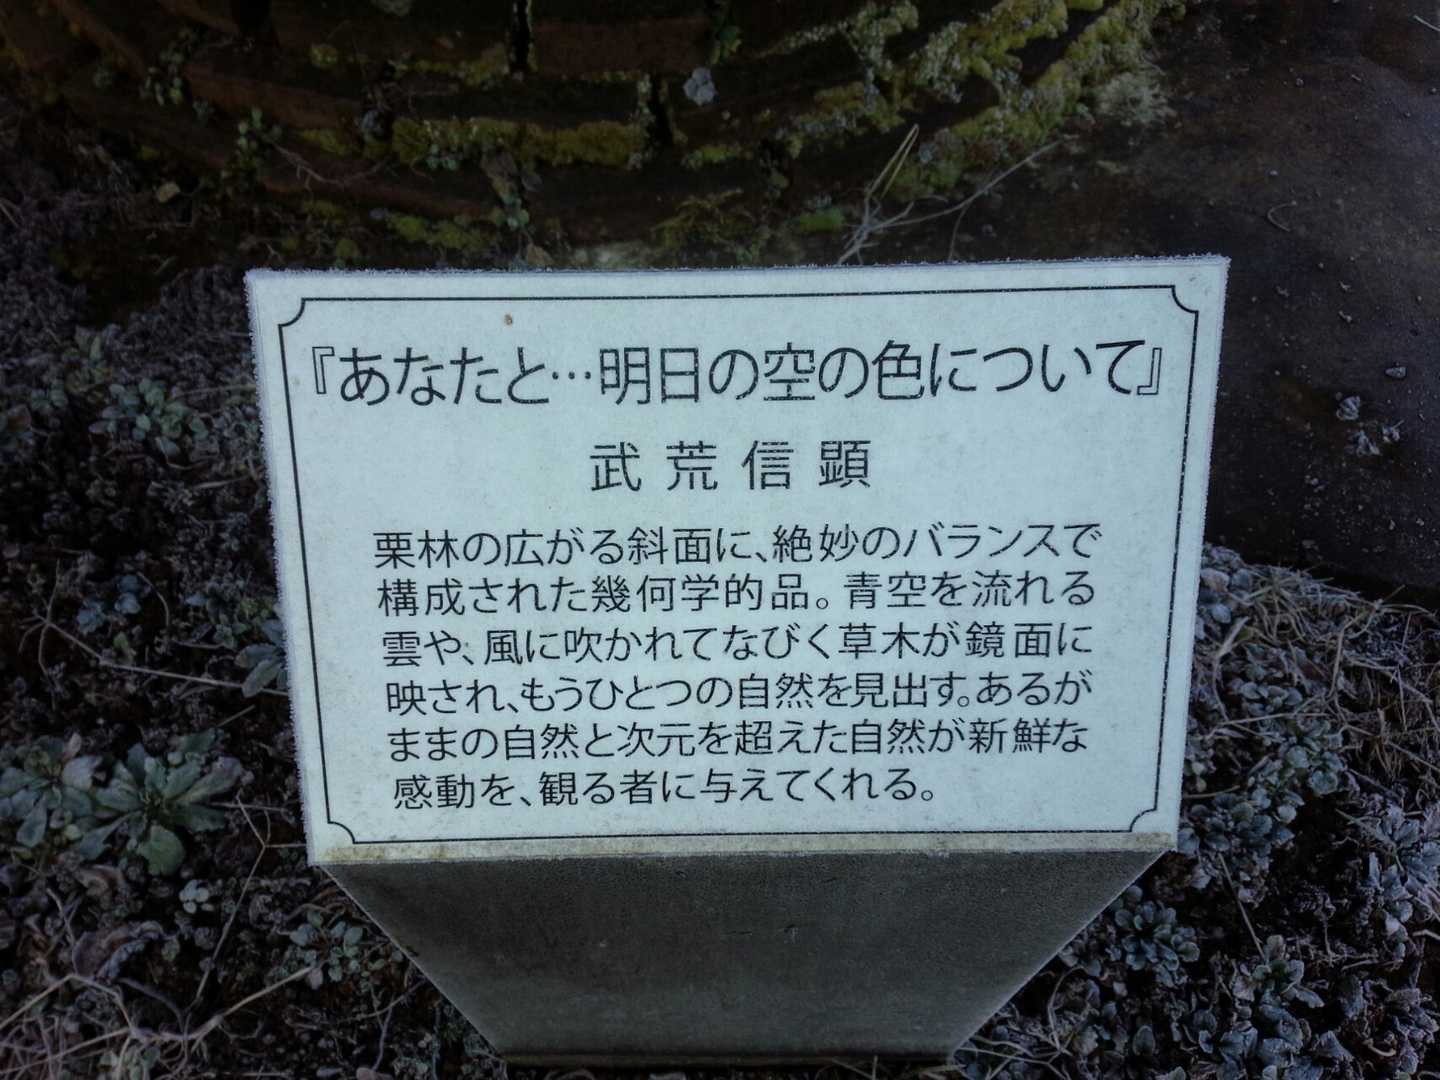 『あなたと…明日の空の色について』
武荒信顕
栗林の広がる斜面に、絶妙のバランスで
構成された幾何学的品。青空を流れる
雲や、風に吹かれてなびく草木が鏡面に
映され、もうひとつの自然を見出す。あるが
ままの自然と次元を超えた自然が新鮮な
感動を、観る者に与えてくれる。